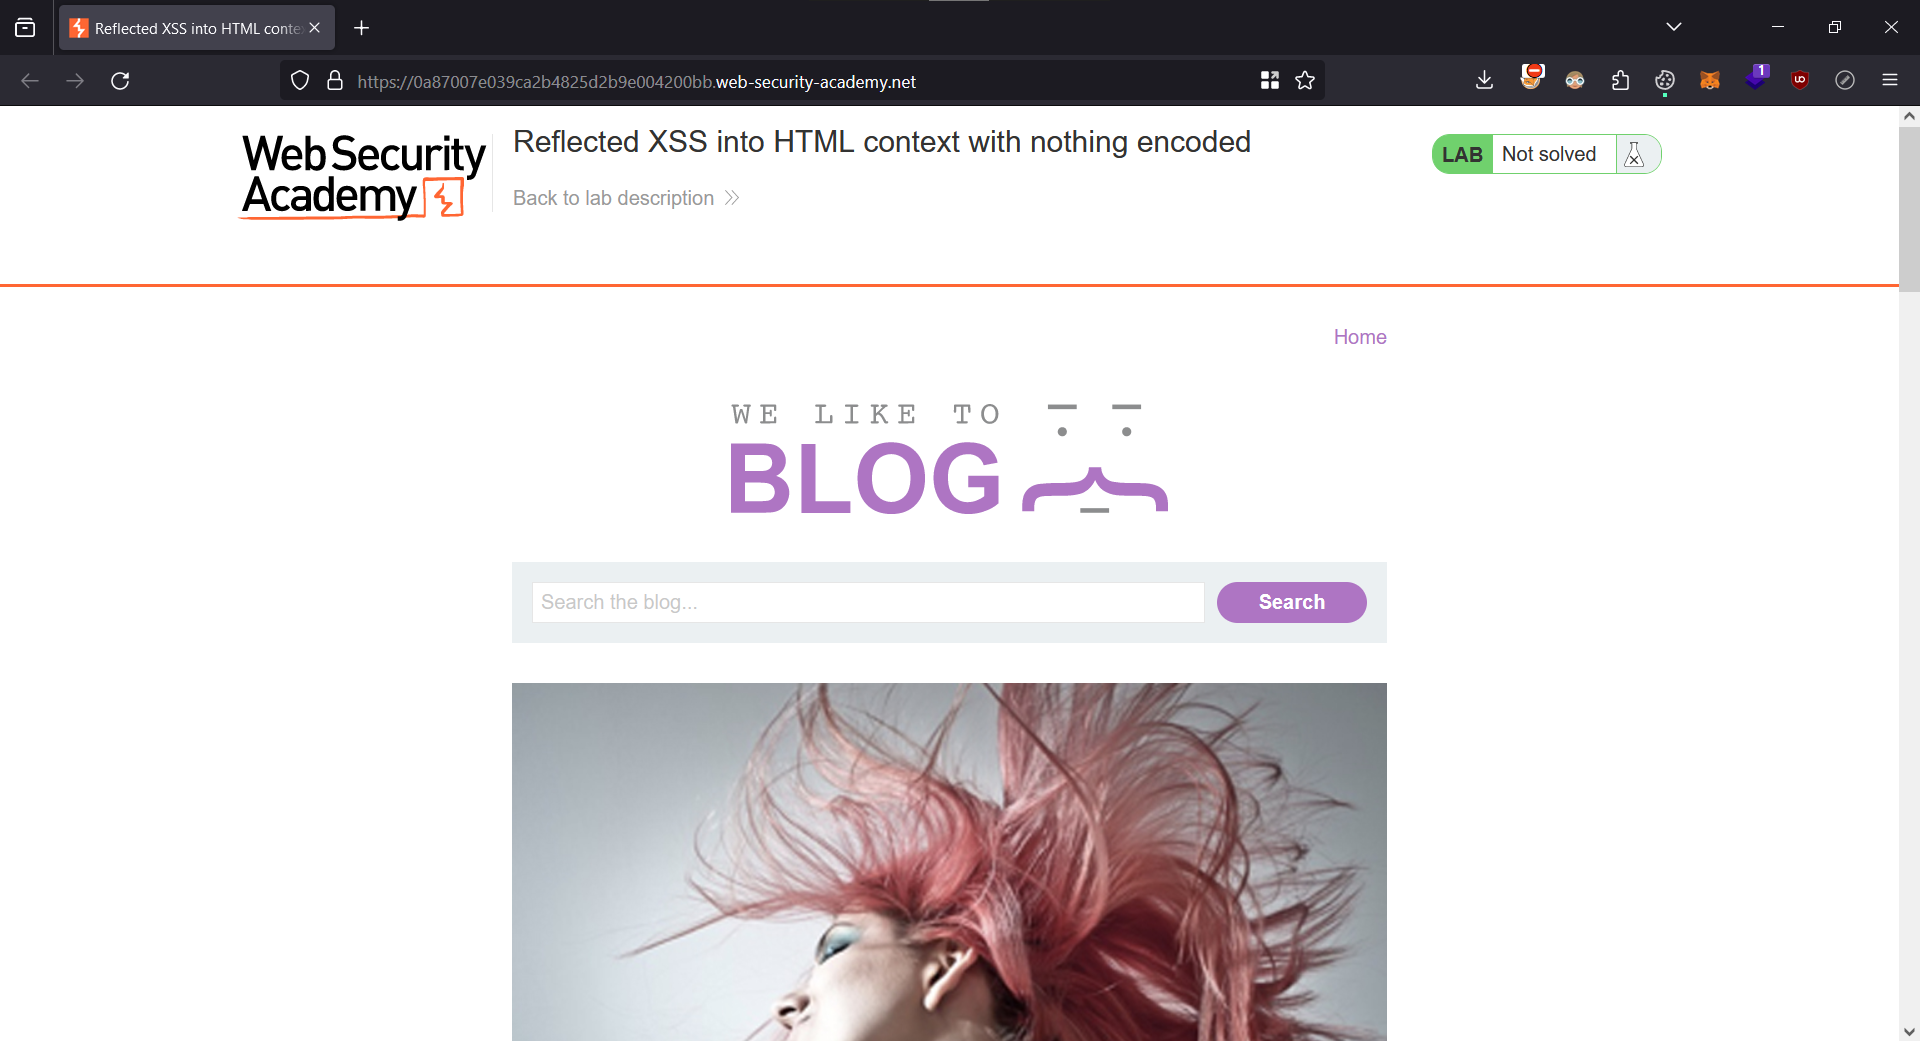 Reflected XSS into HTML conte
https://0a87007e039ca2b4825d2b9e004200bb.web-security-academy.net
1
Web Security
Academy
Reflected XSS into HTML context with nothing encoded
Back to lab description
LAB Not solved
Home
WE LIKE TO
BLOG
Search the blog...
Search